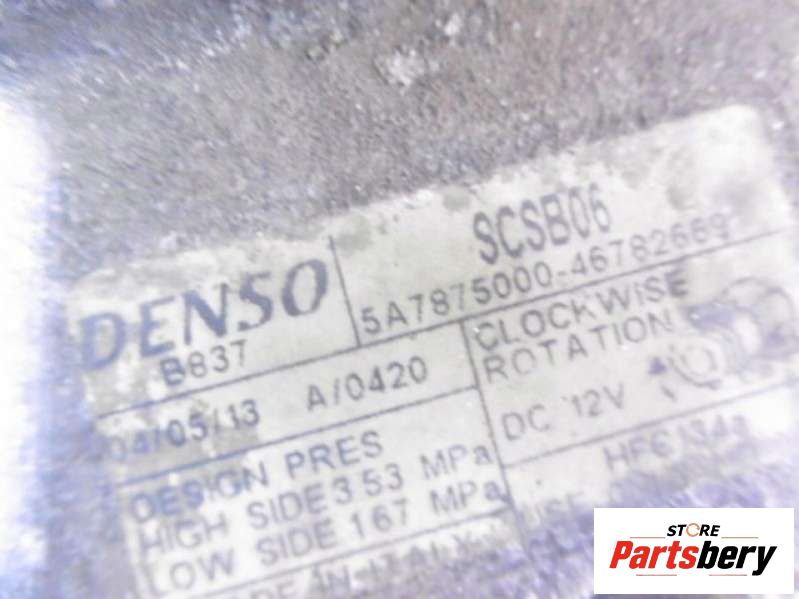 DENSO
B837
SCSB06
5A7875000-46782669
04/05/13 A/0420
CLOCKWISE
ROTATION
DC 12V
DESIGN PRES
HIGH SIDE 3 53 MPa
LOW SIDE 1 67 MPa
HFC134a
STORE
Partsbery